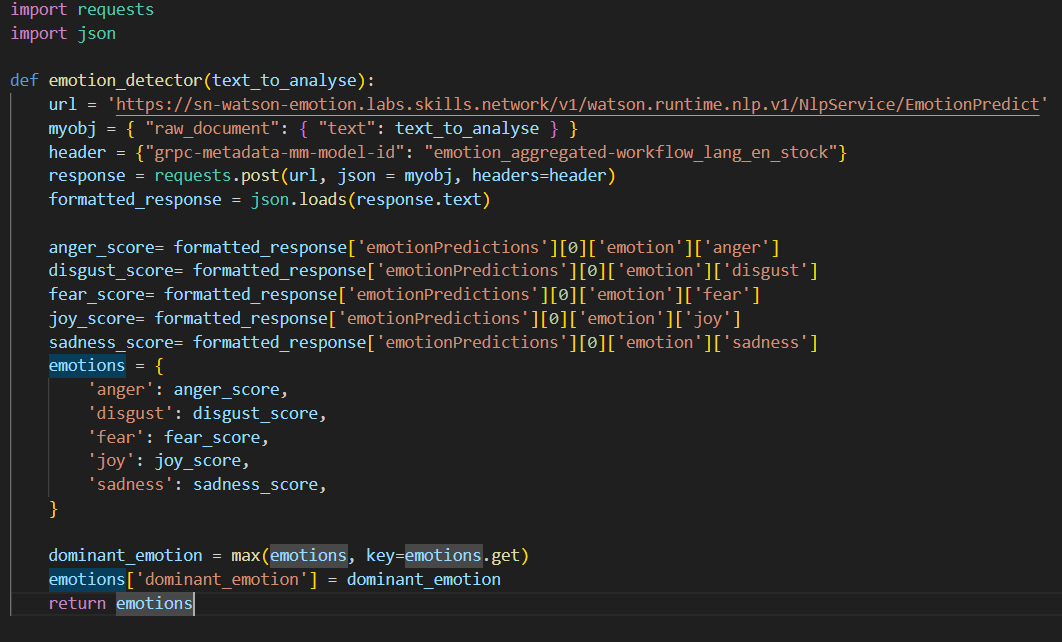 import requests
import json

def emotion_detector(text_to_analyse):
    url = 'https://sn-watson-emotion.labs.skills.network/v1/watson.runtime.nlp.v1/NlpService/EmotionPredict'
    myobj = { "raw_document": { "text": text_to_analyse } }
    header = {"grpc-metadata-mm-model-id": "emotion_aggregated-workflow_lang_en_stock"}
    response = requests.post(url, json = myobj, headers=header)
    formatted_response = json.loads(response.text)

    anger_score= formatted_response['emotionPredictions'][0]['emotion']['anger']
    disgust_score= formatted_response['emotionPredictions'][0]['emotion']['disgust']
    fear_score= formatted_response['emotionPredictions'][0]['emotion']['fear']
    joy_score= formatted_response['emotionPredictions'][0]['emotion']['joy']
    sadness_score= formatted_response['emotionPredictions'][0]['emotion']['sadness']
    emotions = {
        'anger': anger_score,
        'disgust': disgust_score,
        'fear': fear_score,
        'joy': joy_score,
        'sadness': sadness_score,
    }

    dominant_emotion = max(emotions, key=emotions.get)
    emotions['dominant_emotion'] = dominant_emotion
    return emotions